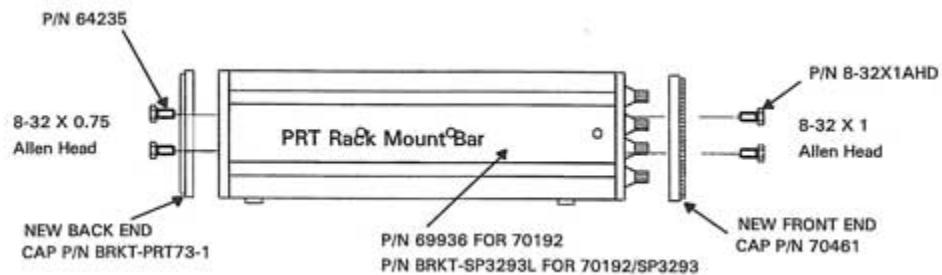 P/N 64235
8-32 X 0.75
Allen Head
NEW BACK END
CAP P/N BRKT-PRT73-1
PRT Rack Mount Bar
P/N 69936 FOR 70192
P/N BRKT-SP3293L FOR 70192/SP3293
P/N 8-32X1AHD
8-32 X 1
Allen Head
NEW FRONT END
CAP P/N 70461